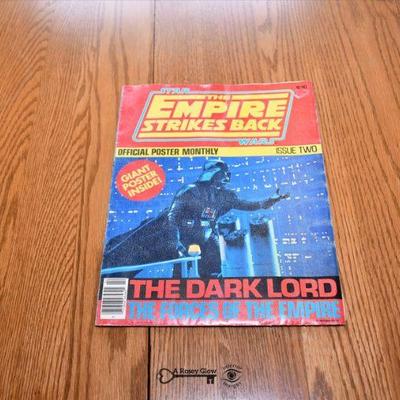 STAR
THE
EMPIRE
STRIKES BACK
WARS
OFFICIAL POSTER MONTHLY
ISSUE TWO
GIANT
POSTER
INSIDE!
THE DARK LORD
THE FORCES OF THE EMPIRE
A Rosey Glow